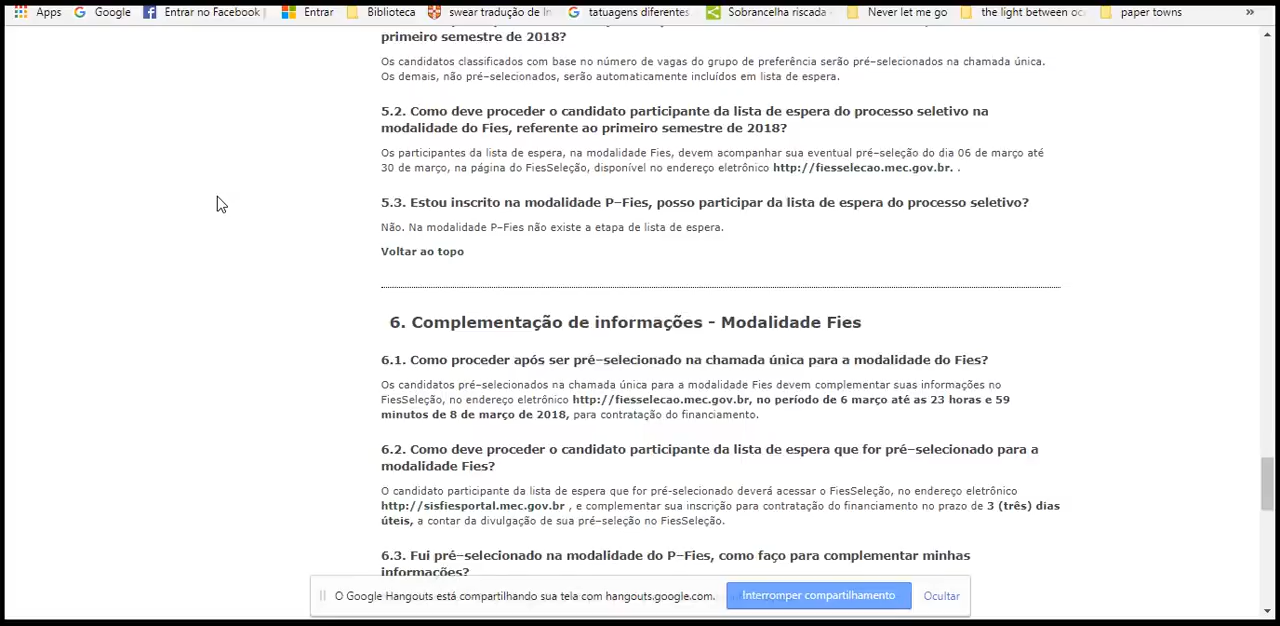 Apps Google Entrar no Facebook Entrar Biblioteca swear tradução de In tatuagens diferentes Sobrancelha riscada Never let me go the light between oc paper towns »
primeiro semestre de 2018?
Os candidatos classificados com base no número de vagas do grupo de preferência serão pré–selecionados na chamada única.
Os demais, não pré–selecionados, serão automaticamente incluídos em lista de espera.
5.2. Como deve proceder o candidato participante da lista de espera do processo seletivo na
modalidade do Fies, referente ao primeiro semestre de 2018?
Os participantes da lista de espera, na modalidade Fies, devem acompanhar sua eventual pré–seleção do dia 06 de março até
30 de março, na página do FiesSeleção, disponível no endereço eletrônico http://fiesselecao.mec.gov.br. .
5.3. Estou inscrito na modalidade P–Fies, posso participar da lista de espera do processo seletivo?
Não. Na modalidade P–Fies não existe a etapa de lista de espera.
Voltar ao topo
6. Complementação de informações - Modalidade Fies
6.1. Como proceder após ser pré–selecionado na chamada única para a modalidade do Fies?
Os candidatos pré–selecionados na chamada única para a modalidade Fies devem complementar suas informações no
FiesSeleção, no endereço eletrônico http://fiesselecao.mec.gov.br, no período de 6 março até as 23 horas e 59
minutos de 8 de março de 2018, para contratação do financiamento.
6.2. Como deve proceder o candidato participante da lista de espera que for pré–selecionado para a
modalidade Fies?
O candidato participante da lista de espera que for pré-selecionado deverá acessar o FiesSeleção, no endereço eletrônico
http://sisfiesportal.mec.gov.br , e complementar sua inscrição para contratação do financiamento no prazo de 3 (três) dias
úteis, a contar da divulgação de sua pré–seleção no FiesSeleção.
6.3. Fui pré–selecionado na modalidade do P–Fies, como faço para complementar minhas
informações?
O Google Hangouts está compartilhando sua tela com hangouts.google.com. Interromper compartilhamento Ocultar